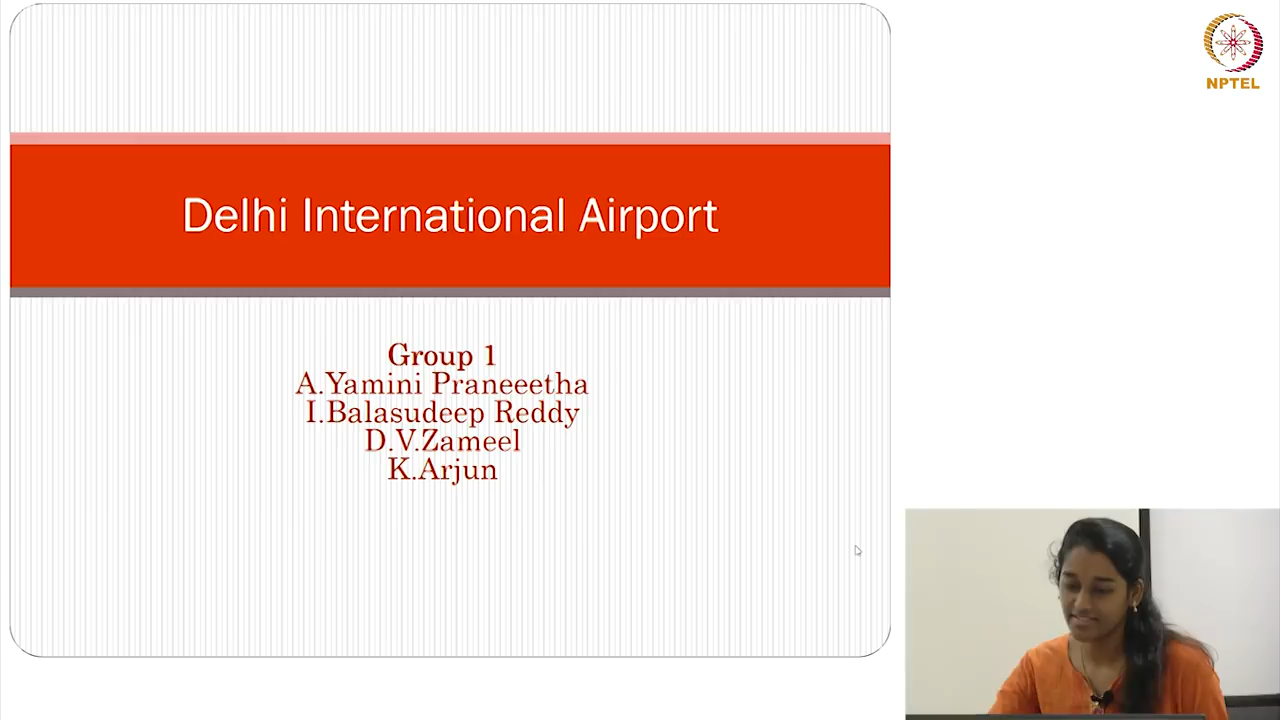 Delhi International Airport
Group 1
A.Yamini Praneeetha
I.Balasudeep Reddy
D.V.Zameel
K.Arjun
NPTEL